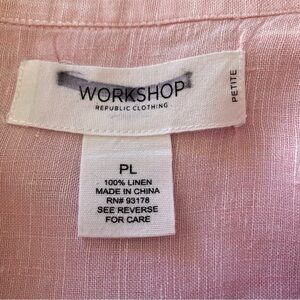 WORKSHOP
REPUBLIC CLOTHING
PETITE
PL
100% LINEN
MADE IN CHINA
RN# 93178
SEE REVERSE
FOR CARE